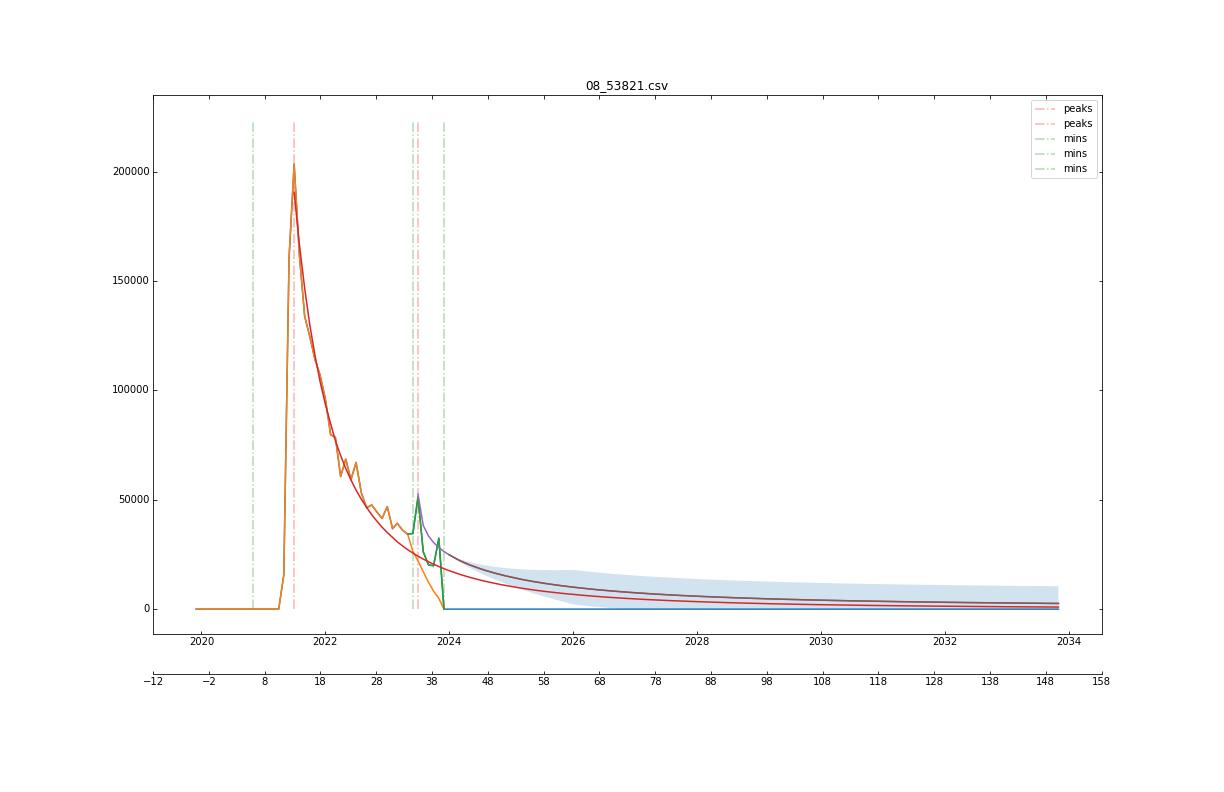 08_53821.csv
peaks
peaks
mins
mins
mins
200000
150000
100000
50000
0
2020 2022 2024 2026 2028 2030 2032 2034
−12 −2 8 18 28 38 48 58 68 78 88 98 108 118 128 138 148 158